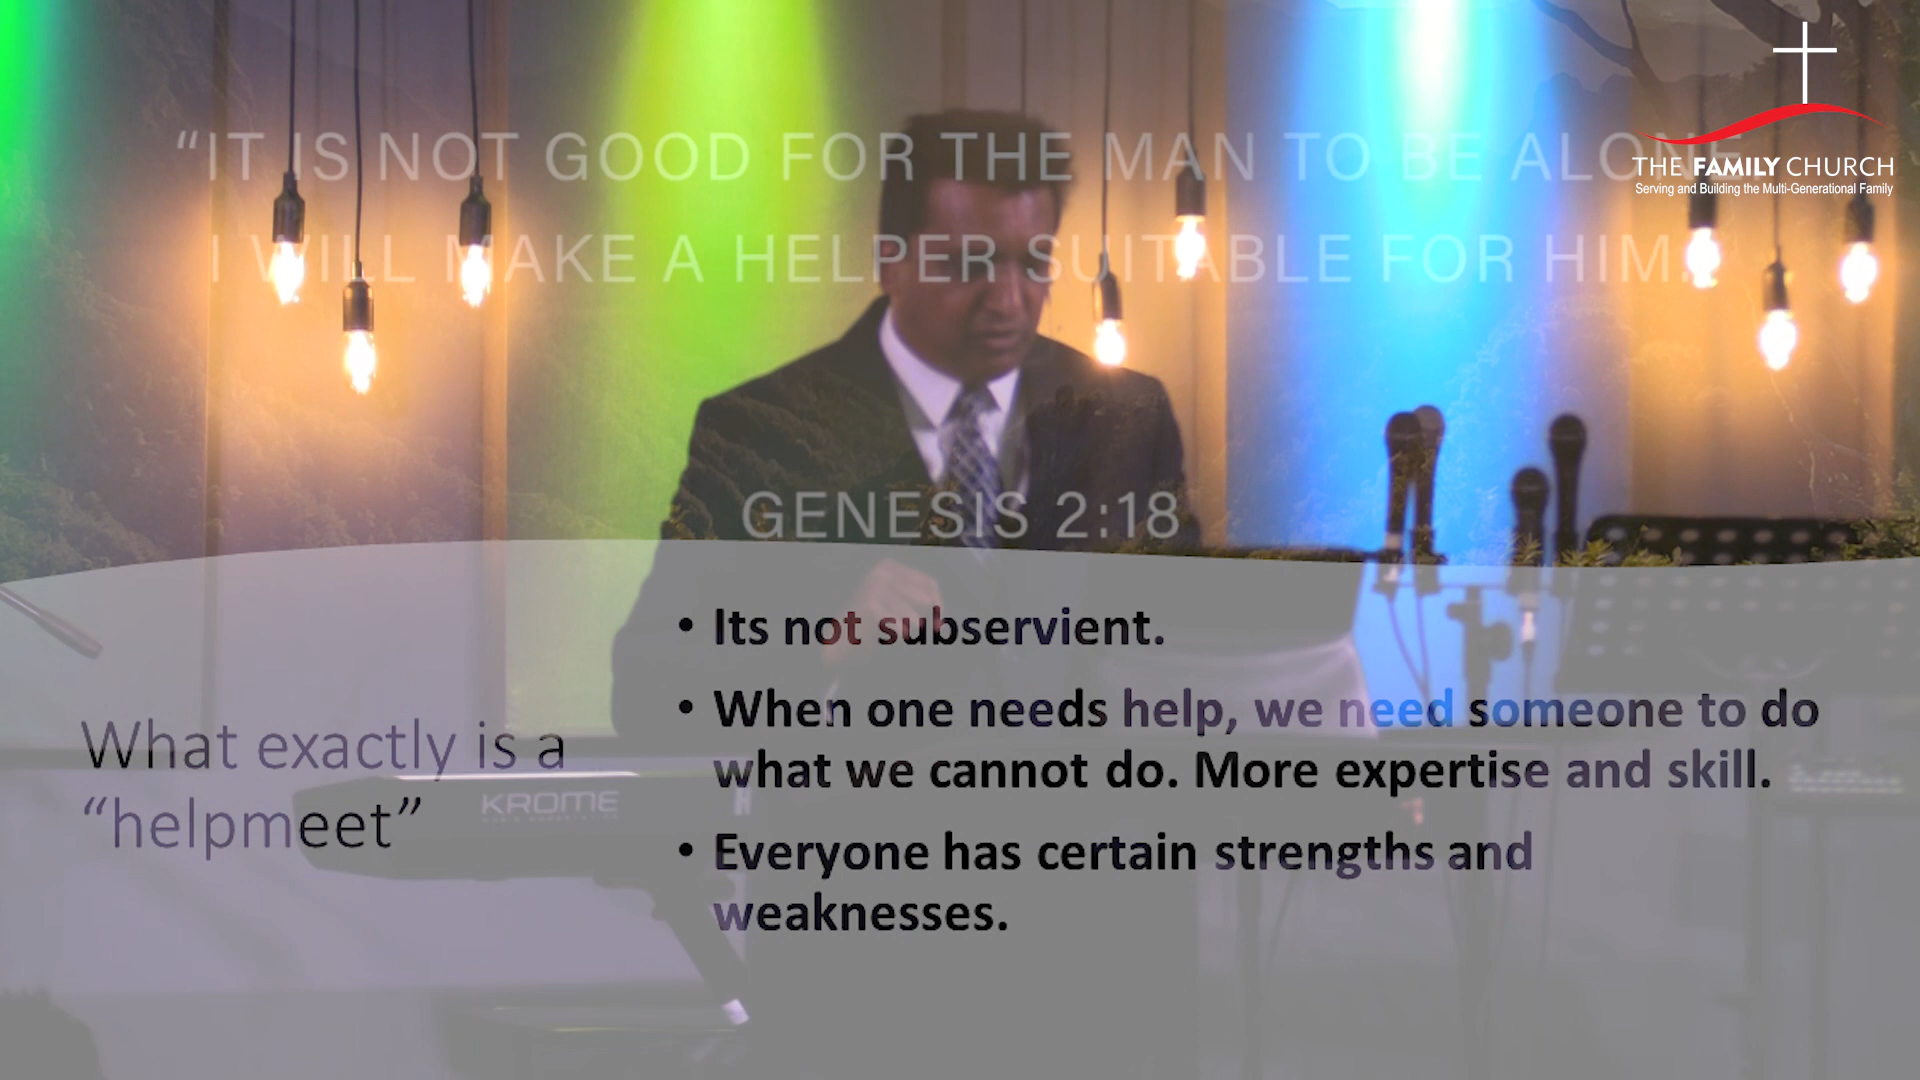 “IT IS NOT GOOD FOR THE MAN TO BE ALONE.
I WILL MAKE A HELPER SUITABLE FOR HIM.
GENESIS 2:18
THE FAMILY CHURCH
Serving and Building the Multi-Generational Family
What exactly is a
“helpmeet”
• Its not subservient.
• When one needs help, we need someone to do
what we cannot do. More expertise and skill.
• Everyone has certain strengths and
weaknesses.
KROME